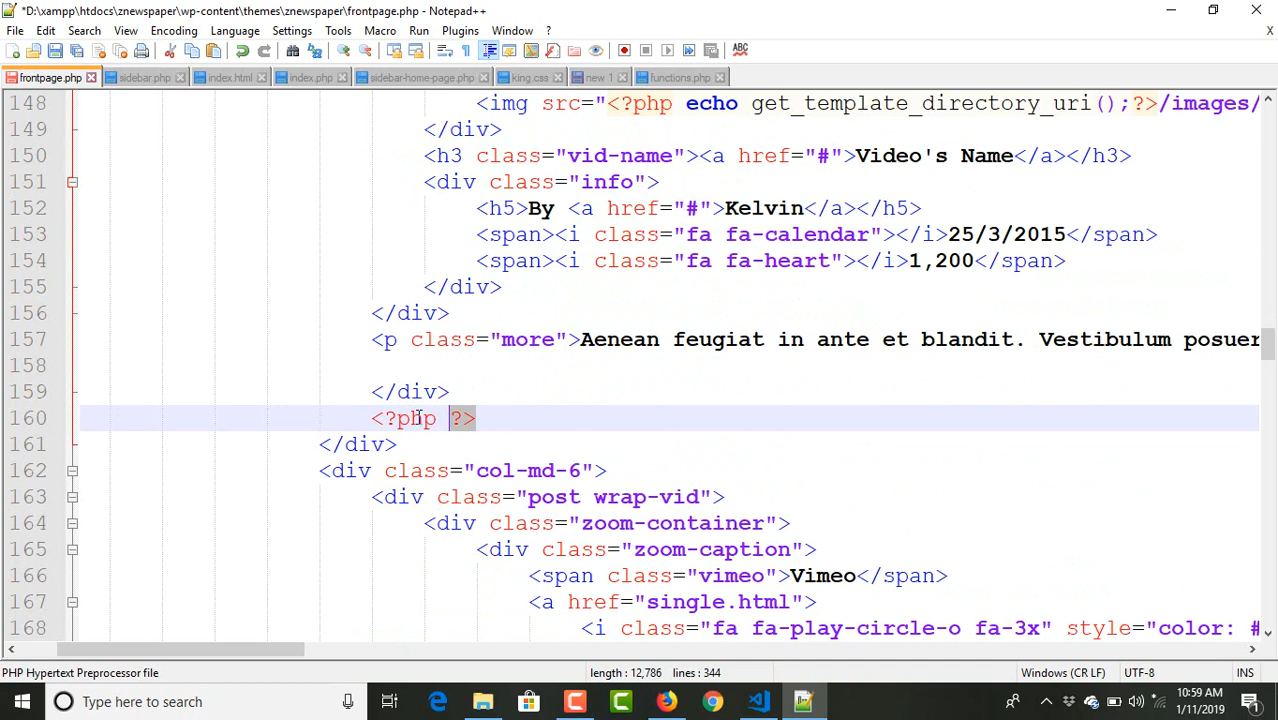 *D:\xampp\htdocs\znewspaper\wp-content\themes\znewspaper\frontpage.php - Notepad++
File Edit Search View Encoding Language Settings Tools Macro Run Plugins Window ? X
frontpage.php sidebar.php index.html index.php sidebar-home-page.php king.css new 1 functions.php
148 <img src="<?php echo get_template_directory_uri();?>/images/
149 </div>
150 <h3 class="vid-name"><a href="#">Video's Name</a></h3>
151 <div class="info">
152 <h5>By <a href="#">Kelvin</a></h5>
153 <span><i class="fa fa-calendar"></i>25/3/2015</span>
154 <span><i class="fa fa-heart"></i>1,200</span>
155 </div>
156 </div>
157 <p class="more">Aenean feugiat in ante et blandit. Vestibulum posuer
158
159 </div>
160 <?php ?>
161 </div>
162 <div class="col-md-6">
163 <div class="post wrap-vid">
164 <div class="zoom-container">
165 <div class="zoom-caption">
166 <span class="vimeo">Vimeo</span>
167 <a href="single.html">
168 <i class="fa fa-play-circle-o fa-3x" style="color: #
PHP Hypertext Preprocessor file length : 12,786 lines : 344 Windows (CR LF) UTF-8 INS
Type here to search 10:59 AM
1/11/2019